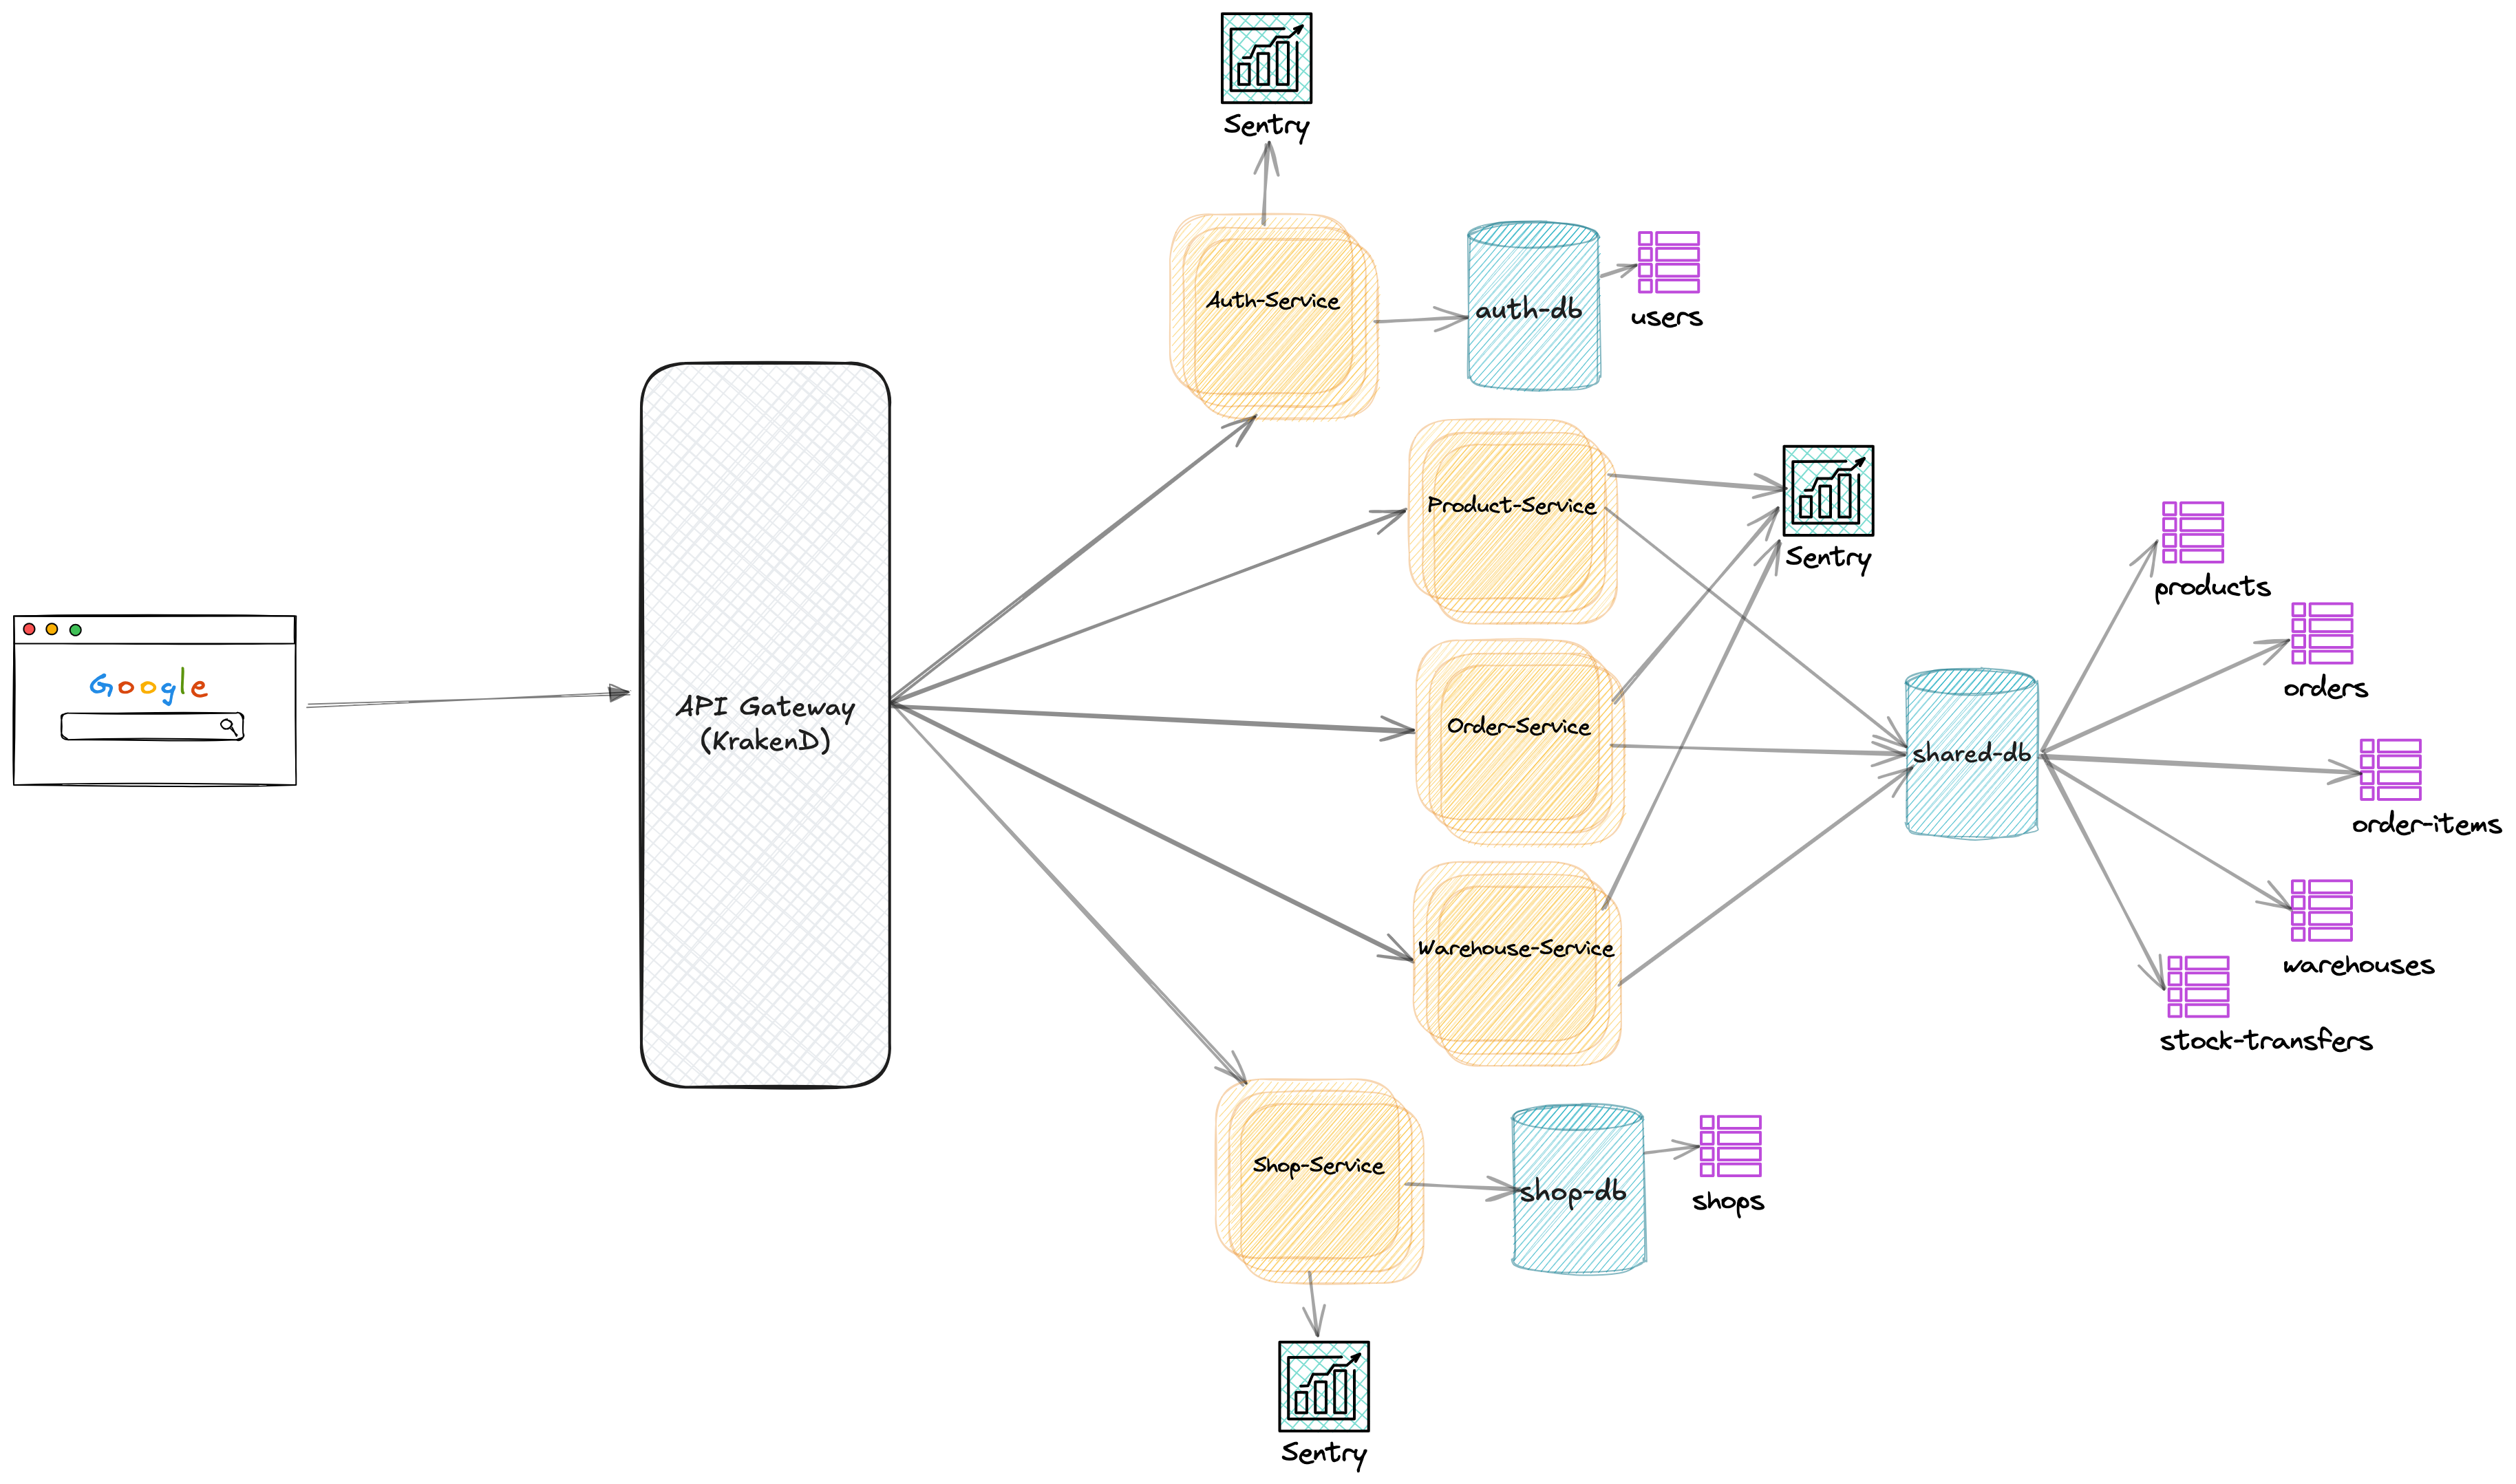 Sentry
Auth-Service
auth-db
users
Product-Service
Sentry
products
orders
Google
API Gateway
(KrakenD)
Order-Service
shared-db
order-items
Warehouse-Service
warehouses
stock-transfers
Shop-Service
shop-db
shops
Sentry